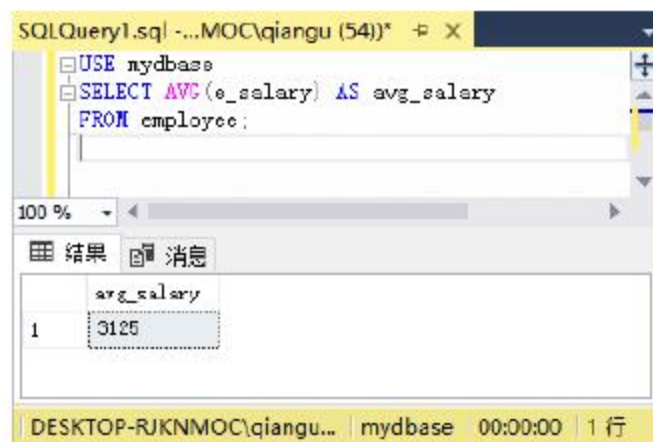 SQLQuery1.sql -...MOC\qiangu (54))*
USE mydbase
SELECT AVG(e_salary) AS avg_salary
FROM employee;
100 %
结果 消息
avg_salary
1 3125
DESKTOP-RJKNMOC\qiangu... mydbase 00:00:00 1 行